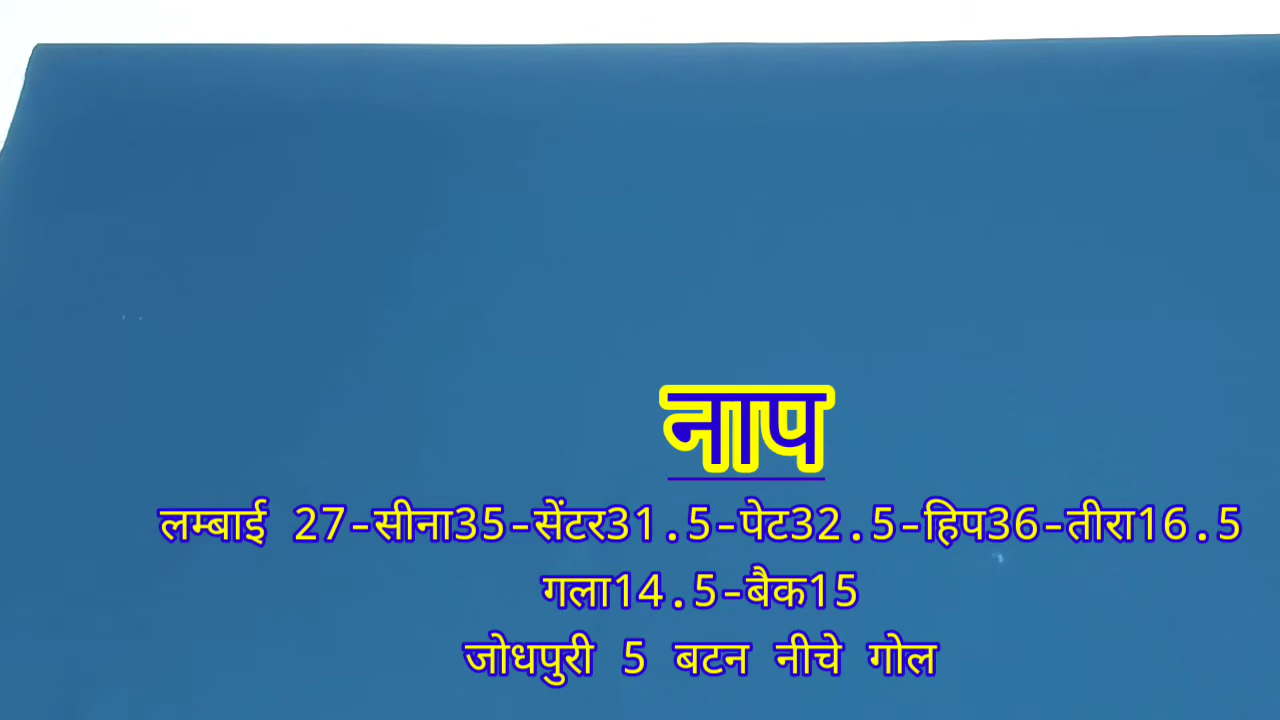 नाप
लम्बाई 27-सीना35-सेंटर31.5-पेट32.5-हिप36-तीरा16.5
गला14.5-बैक15
जोधपुरी 5 बटन नीचे गोल